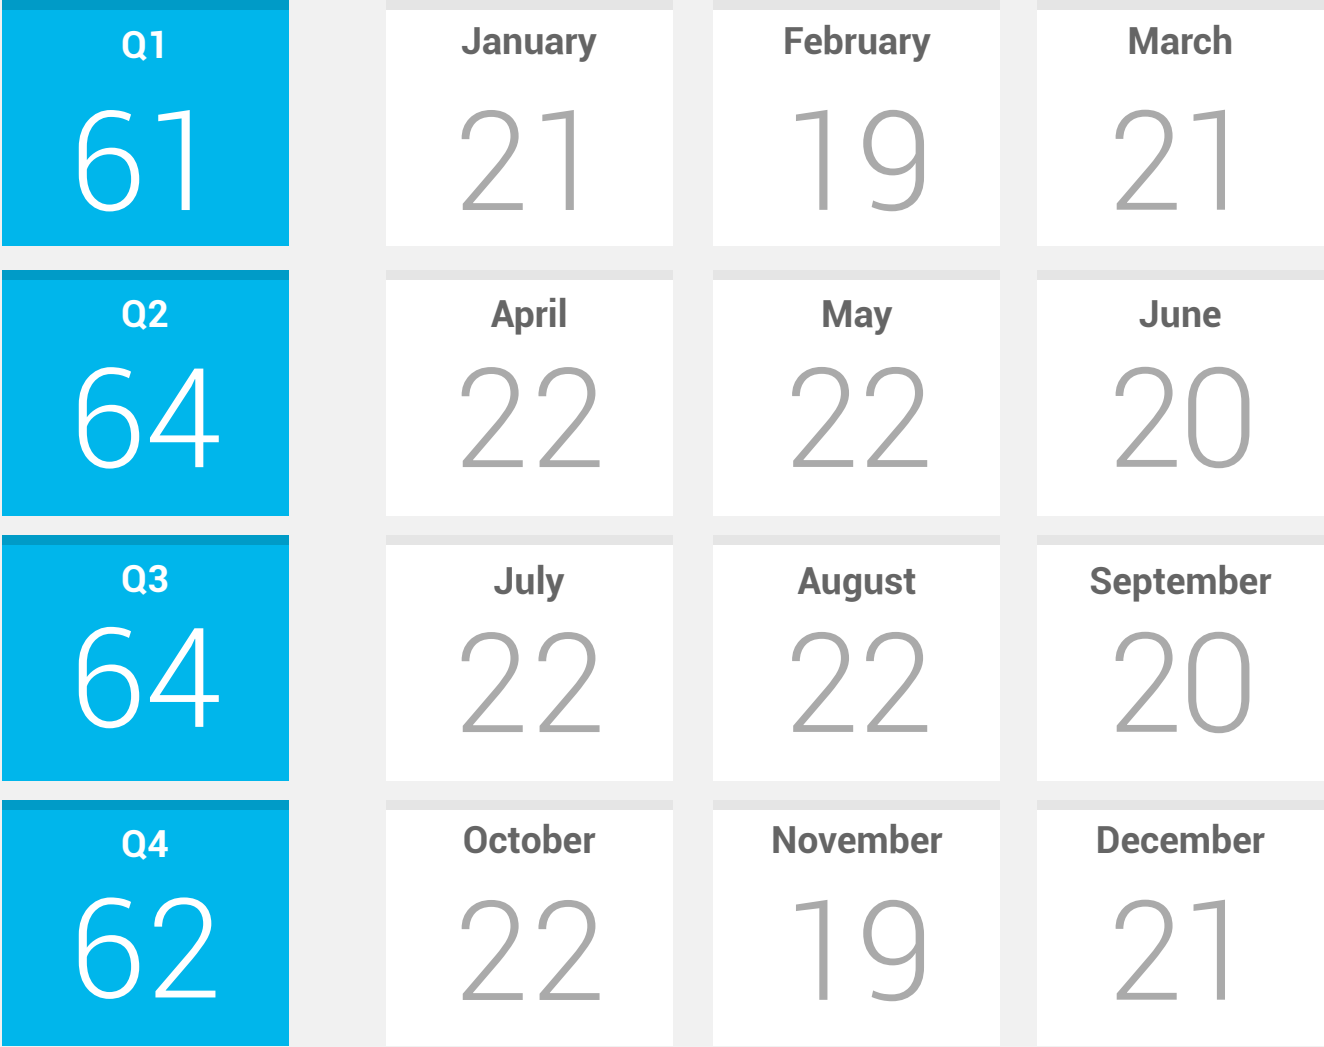 Q1 January February March
61 21 19 21
Q2 April May June
64 22 22 20
Q3 July August September
64 22 22 20
Q4 October November December
62 22 19 21